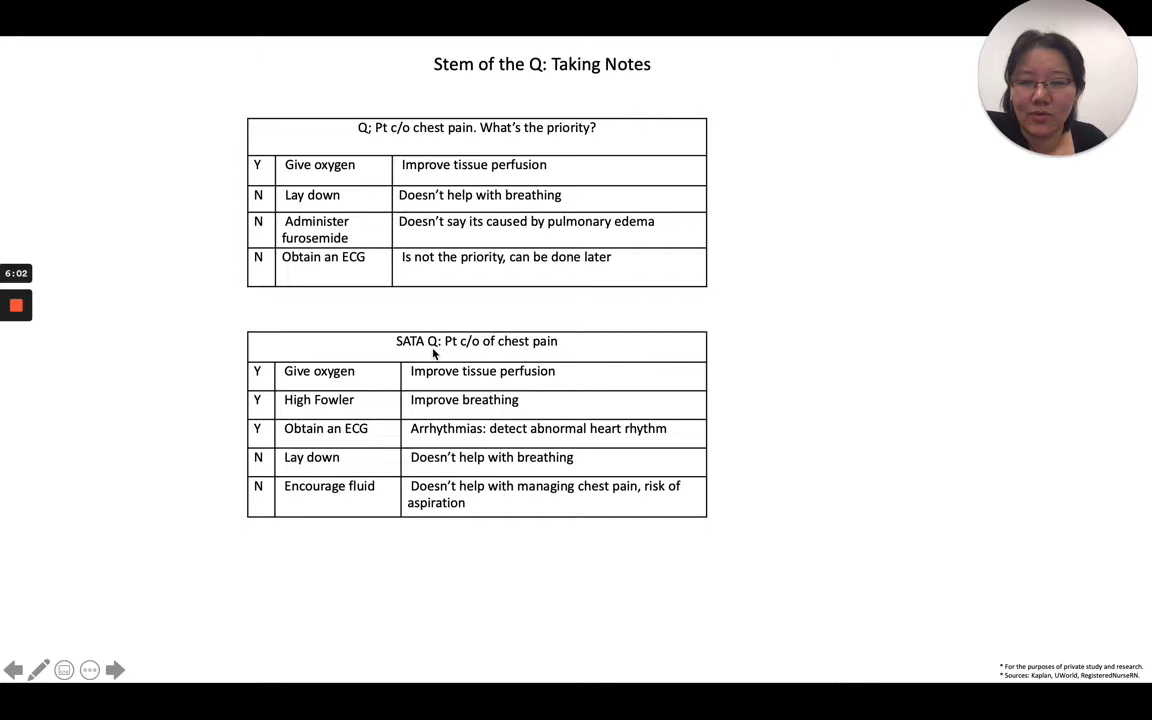 Stem of the Q: Taking Notes
Q; Pt c/o chest pain. What's the priority?
Y Give oxygen Improve tissue perfusion
N Lay down Doesn't help with breathing
N Administer furosemide Doesn't say its caused by pulmonary edema
N Obtain an ECG Is not the priority, can be done later
6:02
SATA Q: Pt c/o of chest pain
Y Give oxygen Improve tissue perfusion
Y High Fowler Improve breathing
Y Obtain an ECG Arrhythmias: detect abnormal heart rhythm
N Lay down Doesn't help with breathing
N Encourage fluid Doesn't help with managing chest pain, risk of
aspiration
* For the purposes of private study and research.
* Sources: Kaplan, UWorld, RegisteredNurseRN.